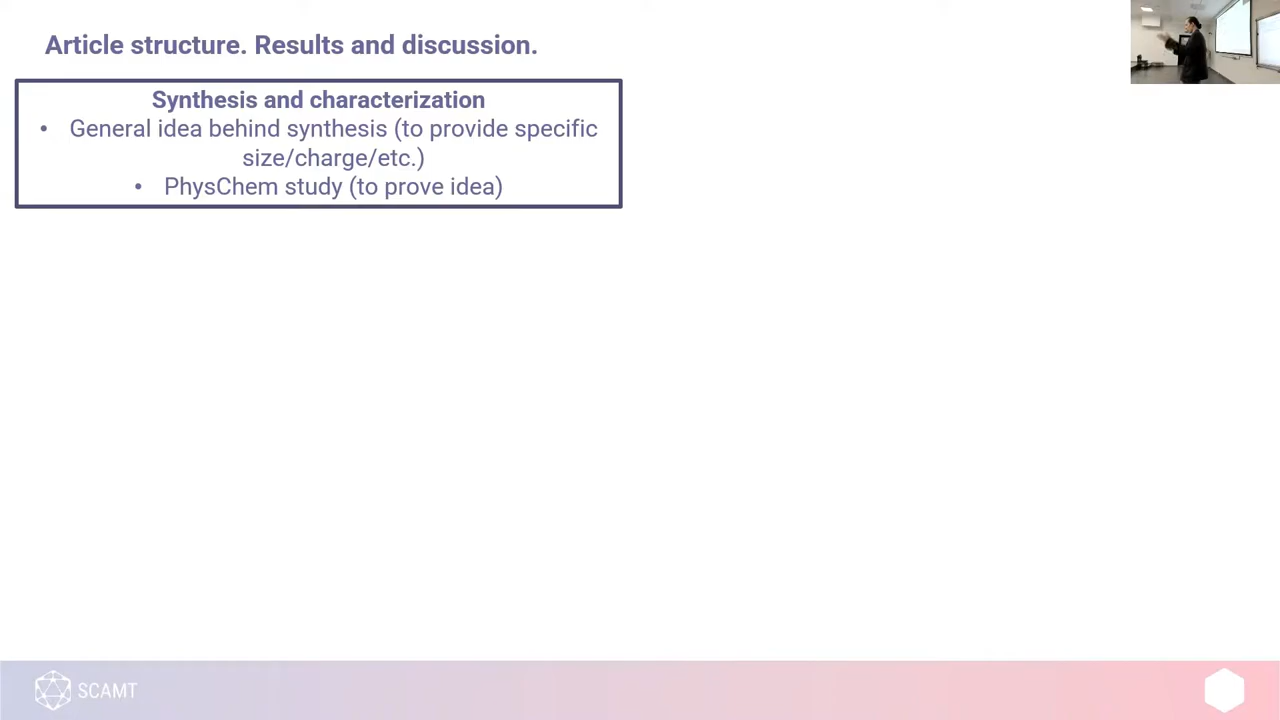 Article structure. Results and discussion.
Synthesis and characterization
• General idea behind synthesis (to provide specific
size/charge/etc.)
• PhysChem study (to prove idea)
SCAMT